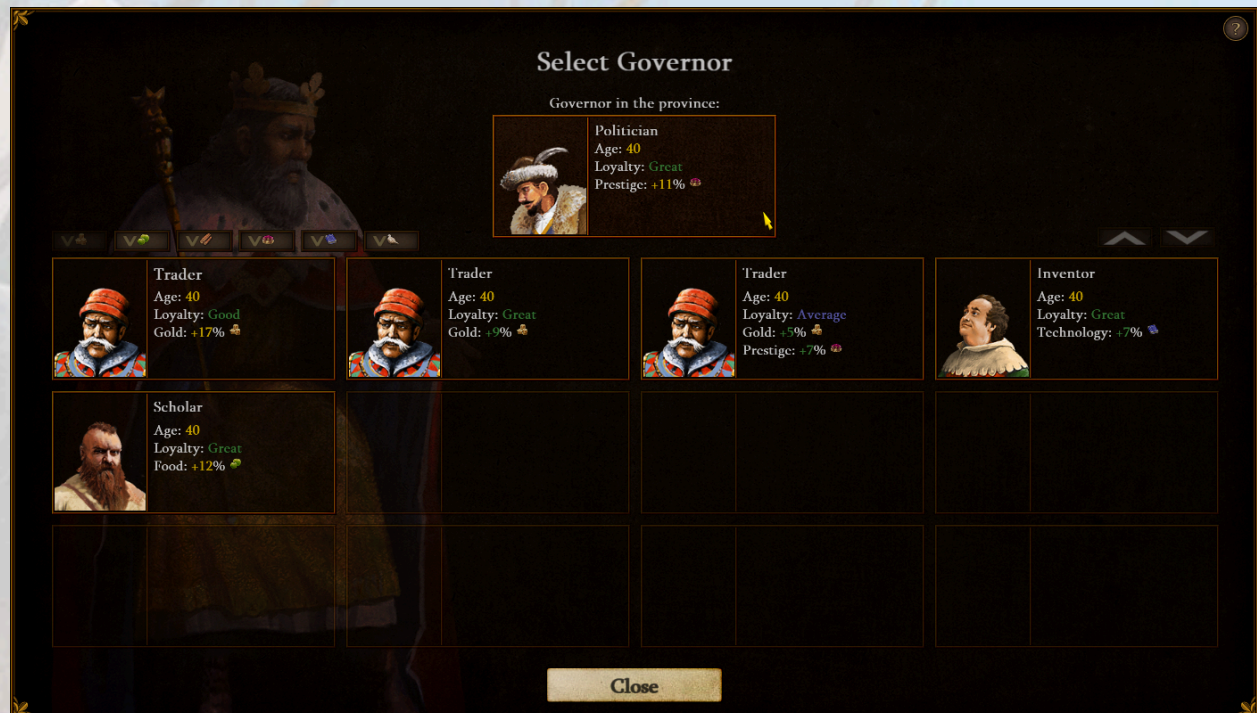 ?
Select Governor
Governor in the province:
Politician
Age: 40
Loyalty: Great
Prestige: +11%
V
V
V
V
V
V
Trader
Age: 40
Loyalty: Good
Gold: +17%
Trader
Age: 40
Loyalty: Great
Gold: +9%
Trader
Age: 40
Loyalty: Average
Gold: +5%
Prestige: +7%
Inventor
Age: 40
Loyalty: Great
Technology: +7%
Scholar
Age: 40
Loyalty: Great
Food: +12%
Close